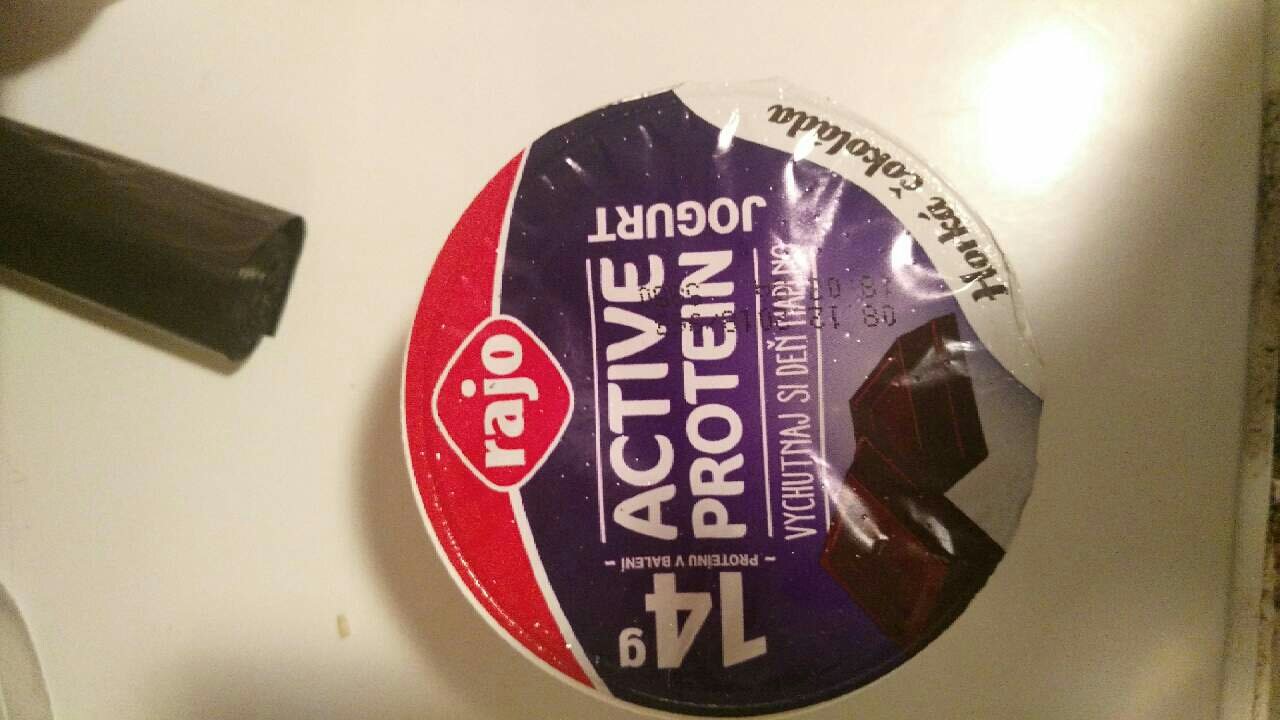 rajo
ACTIVE
PROTEIN
JOGURT
VYCHUTNAJ SI DEŇ NAPLNO
14g
~ PROTEÍNU V BALENÍ ~
Horká čokoláda